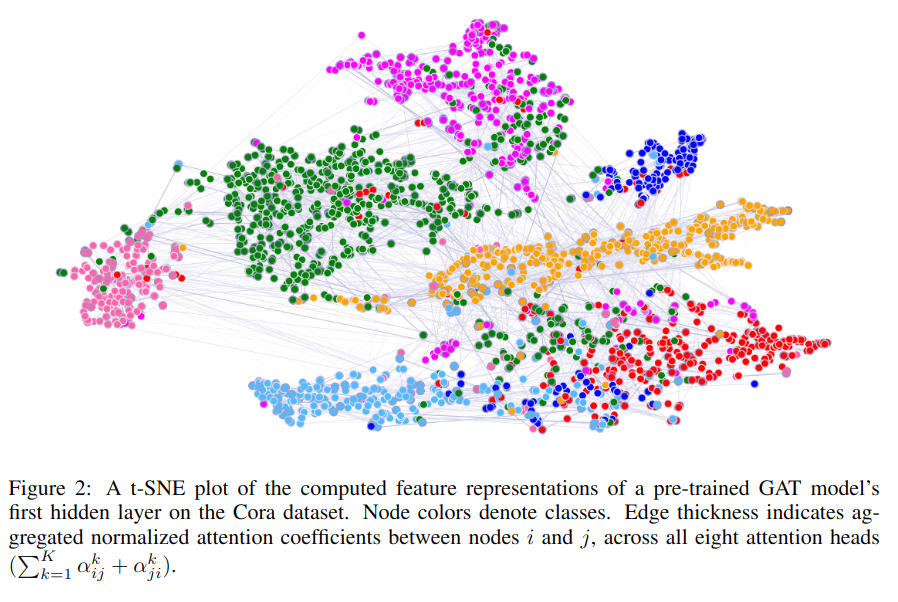 Figure 2: A t-SNE plot of the computed feature representations of a pre-trained GAT model's
first hidden layer on the Cora dataset. Node colors denote classes. Edge thickness indicates ag-
gregated normalized attention coefficients between nodes i and j, across all eight attention heads
(∑_{k=1}^{K} α_{ij}^{k} + α_{ji}^{k}).